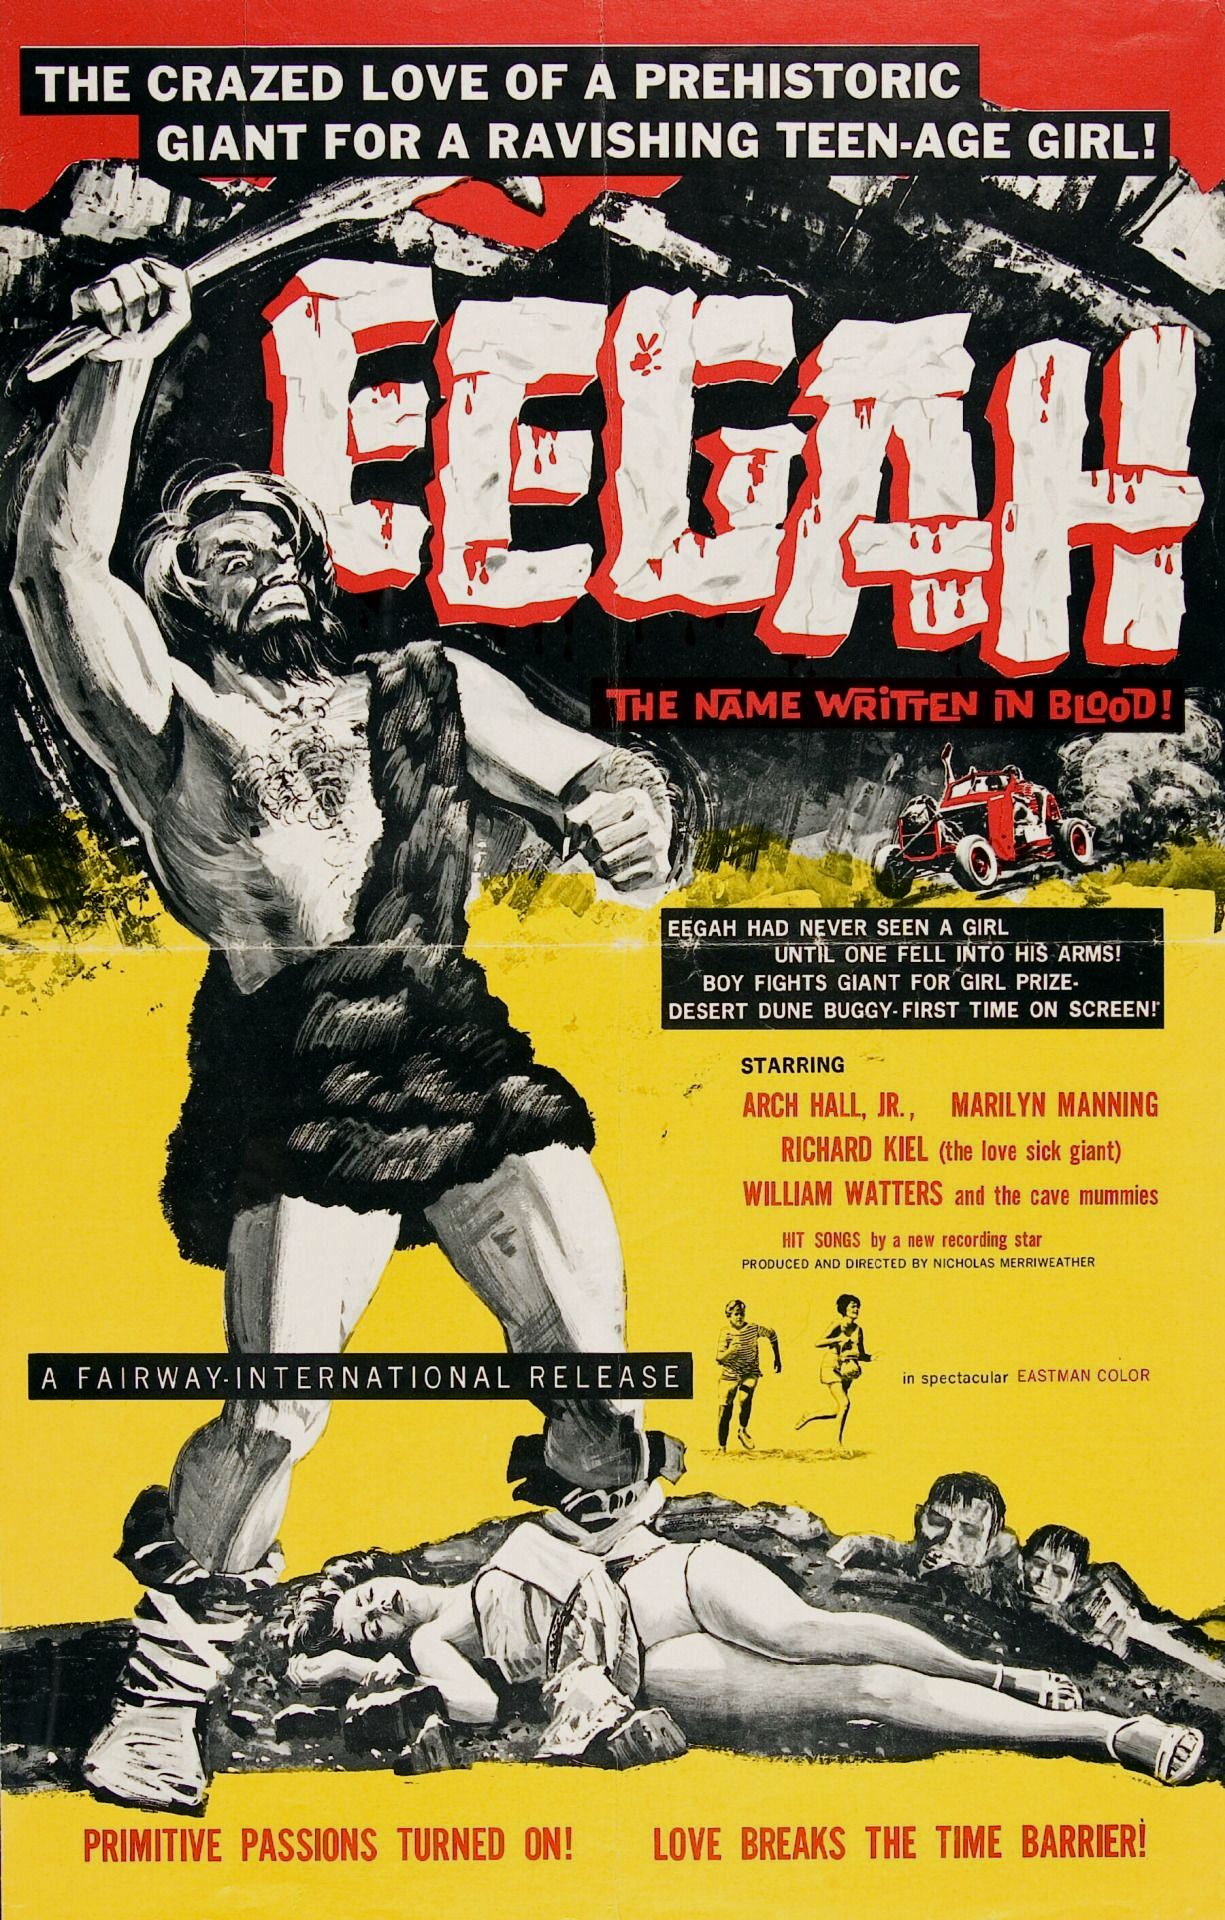 THE CRAZED LOVE OF A PREHISTORIC
GIANT FOR A RAVISHING TEEN-AGE GIRL!
EEGAH
THE NAME WRITTEN IN BLOOD!
EEGAH HAD NEVER SEEN A GIRL
UNTIL ONE FELL INTO HIS ARMS!
BOY FIGHTS GIANT FOR GIRL PRIZE-
DESERT DUNE BUGGY-FIRST TIME ON SCREEN!
STARRING
ARCH HALL, JR., MARILYN MANNING
RICHARD KIEL (the love sick giant)
WILLIAM WATTERS and the cave mummies
HIT SONGS by a new recording star
PRODUCED AND DIRECTED BY NICHOLAS MERRIWEATHER
A FAIRWAY-INTERNATIONAL RELEASE
in spectacular EASTMAN COLOR
PRIMITIVE PASSIONS TURNED ON! LOVE BREAKS THE TIME BARRIER!